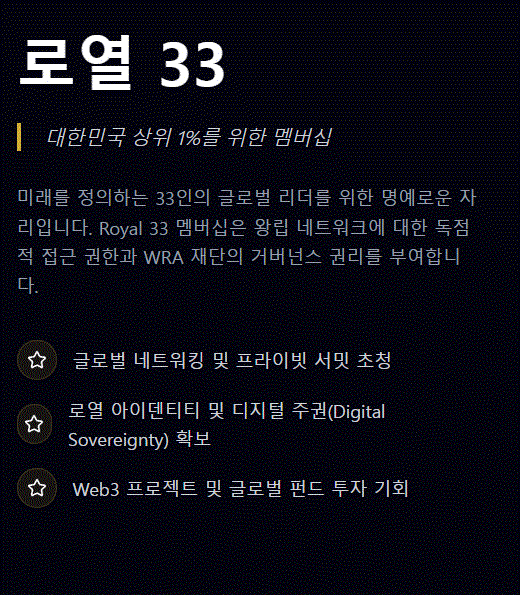 로열 33
대한민국 상위 1%를 위한 멤버십
미래를 정의하는 33인의 글로벌 리더를 위한 명예로운 자
리입니다. Royal 33 멤버십은 왕립 네트워크에 대한 독점
적 접근 권한과 WRA 재단의 거버넌스 권리를 부여합니
다.
글로벌 네트워킹 및 프라이빗 서밋 초청
로열 아이덴티티 및 디지털 주권(Digital
Sovereignty) 확보
Web3 프로젝트 및 글로벌 펀드 투자 기회